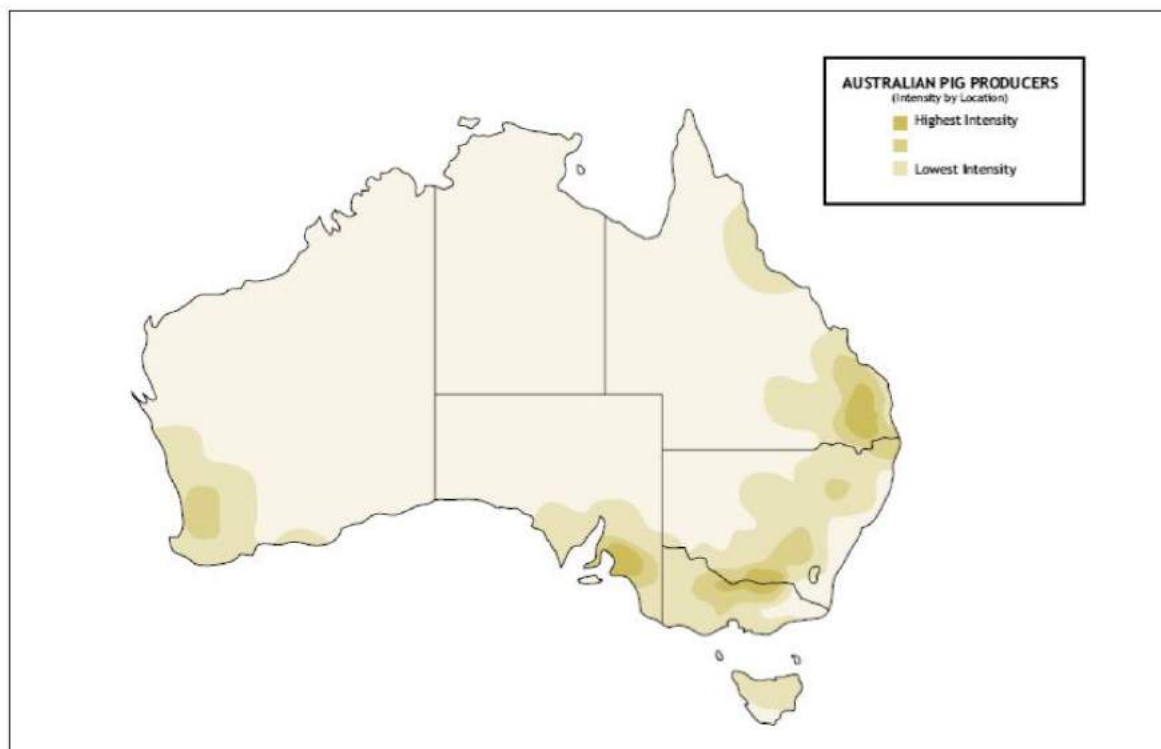 AUSTRALIAN PIG PRODUCERS
(Intensity by Location)
Highest Intensity
Lowest Intensity